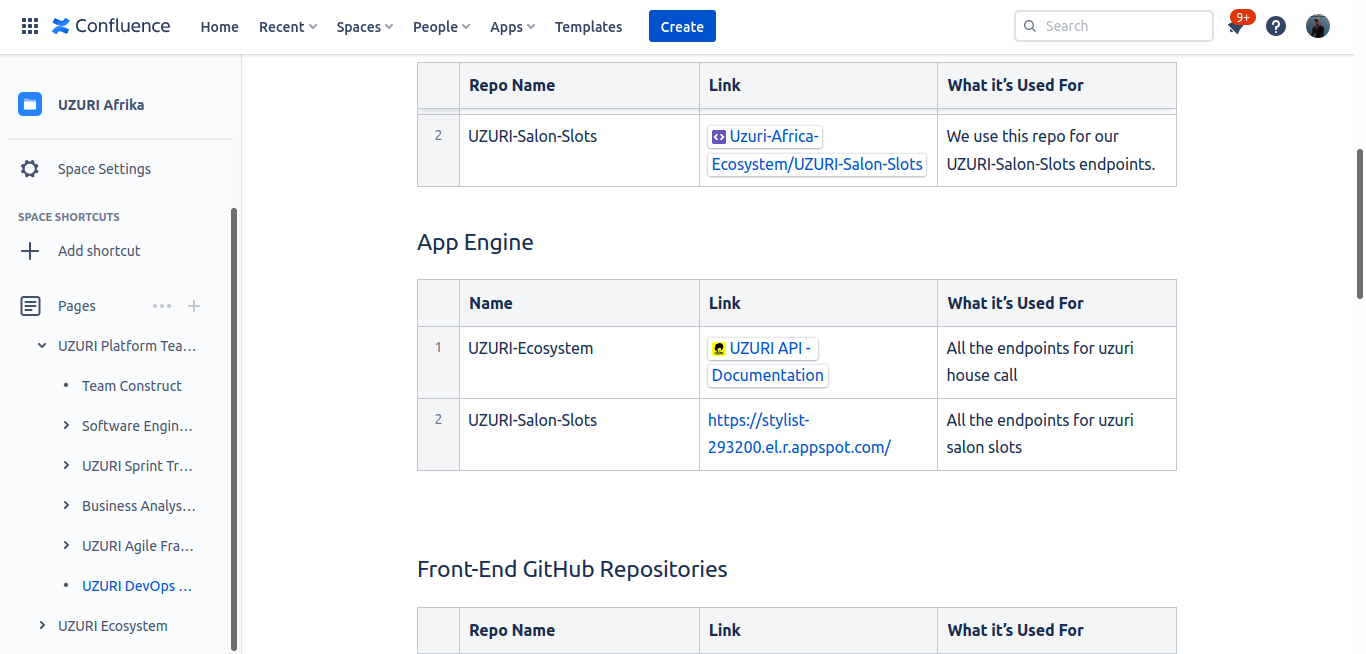 Confluence
Home
Recent
Spaces
People
Apps
Templates
Create
Search
9+
?
UZURI Afrika
Space Settings
SPACE SHORTCUTS
Add shortcut
Pages
UZURI Platform Tea...
Team Construct
Software Engin...
UZURI Sprint Tr...
Business Analys...
UZURI Agile Fra...
UZURI DevOps ...
UZURI Ecosystem
Repo Name
Link
What it’s Used For
2
UZURI-Salon-Slots
Uzuri-Africa-
Ecosystem/UZURI-Salon-Slots
We use this repo for our
UZURI-Salon-Slots endpoints.
App Engine
Name
Link
What it’s Used For
1
UZURI-Ecosystem
UZURI API -
Documentation
All the endpoints for uzuri
house call
2
UZURI-Salon-Slots
https://stylist-
293200.el.r.appspot.com/
All the endpoints for uzuri
salon slots
Front-End GitHub Repositories
Repo Name
Link
What it’s Used For